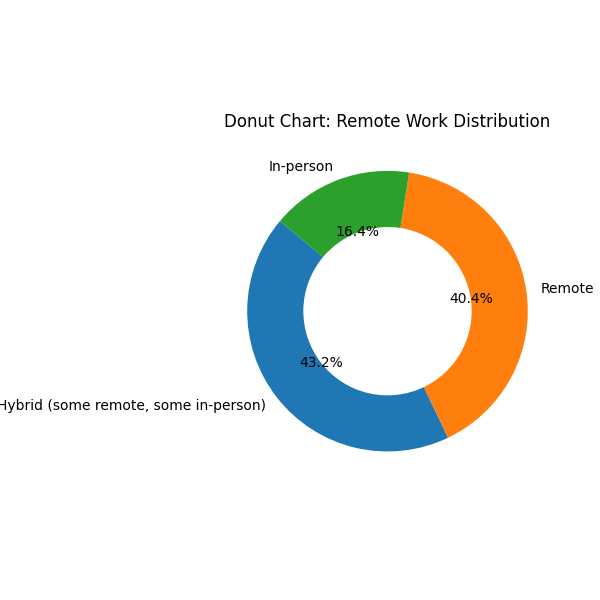 Donut Chart: Remote Work Distribution
In-person
16.4%
Remote
40.4%
43.2%
Hybrid (some remote, some in-person)